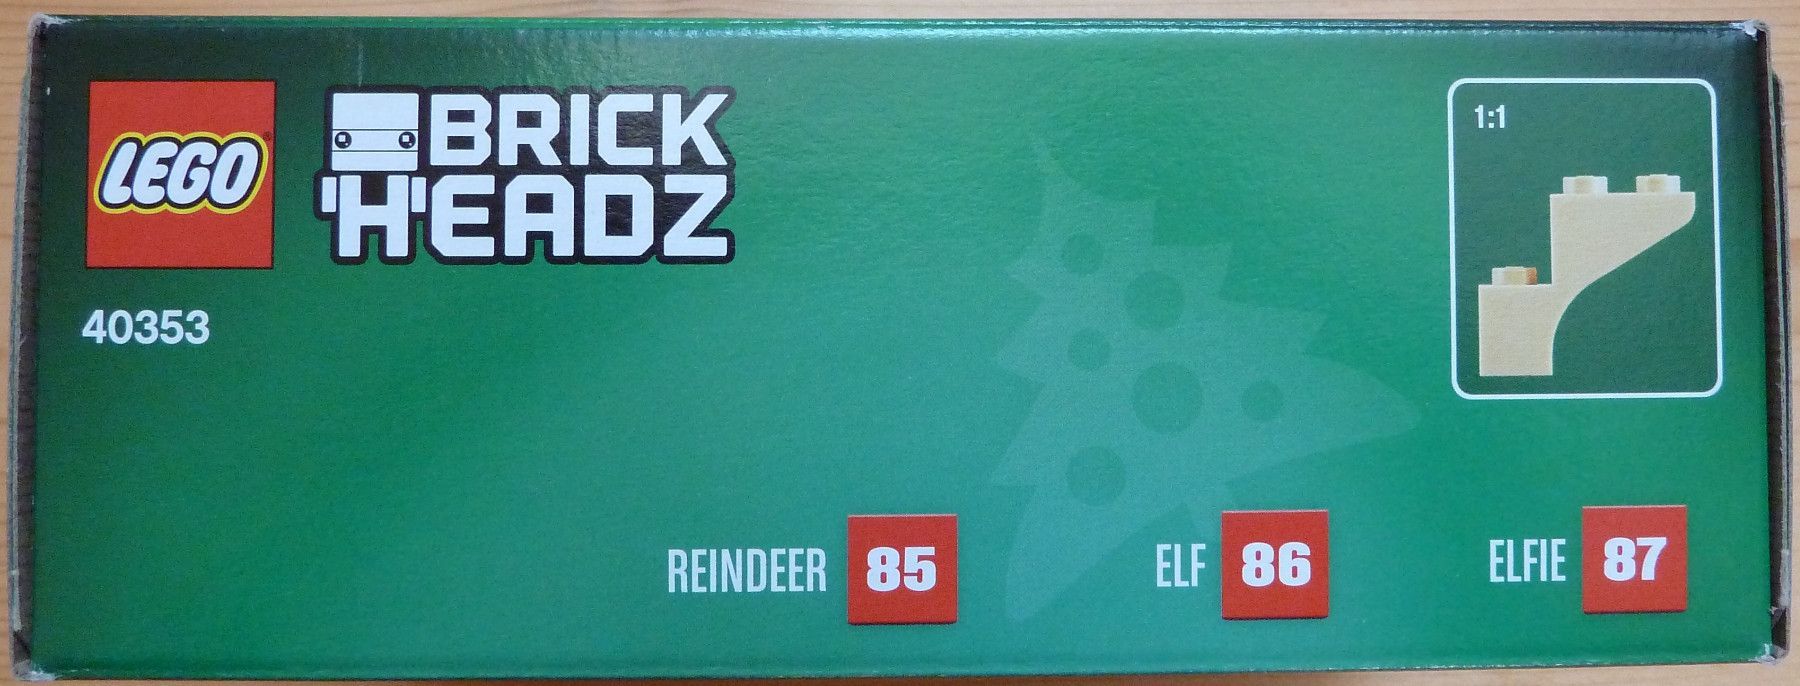 LEGO®
BRICK
HEADZ
40353
1:1
REINDEER 85
ELF 86
ELFIE 87